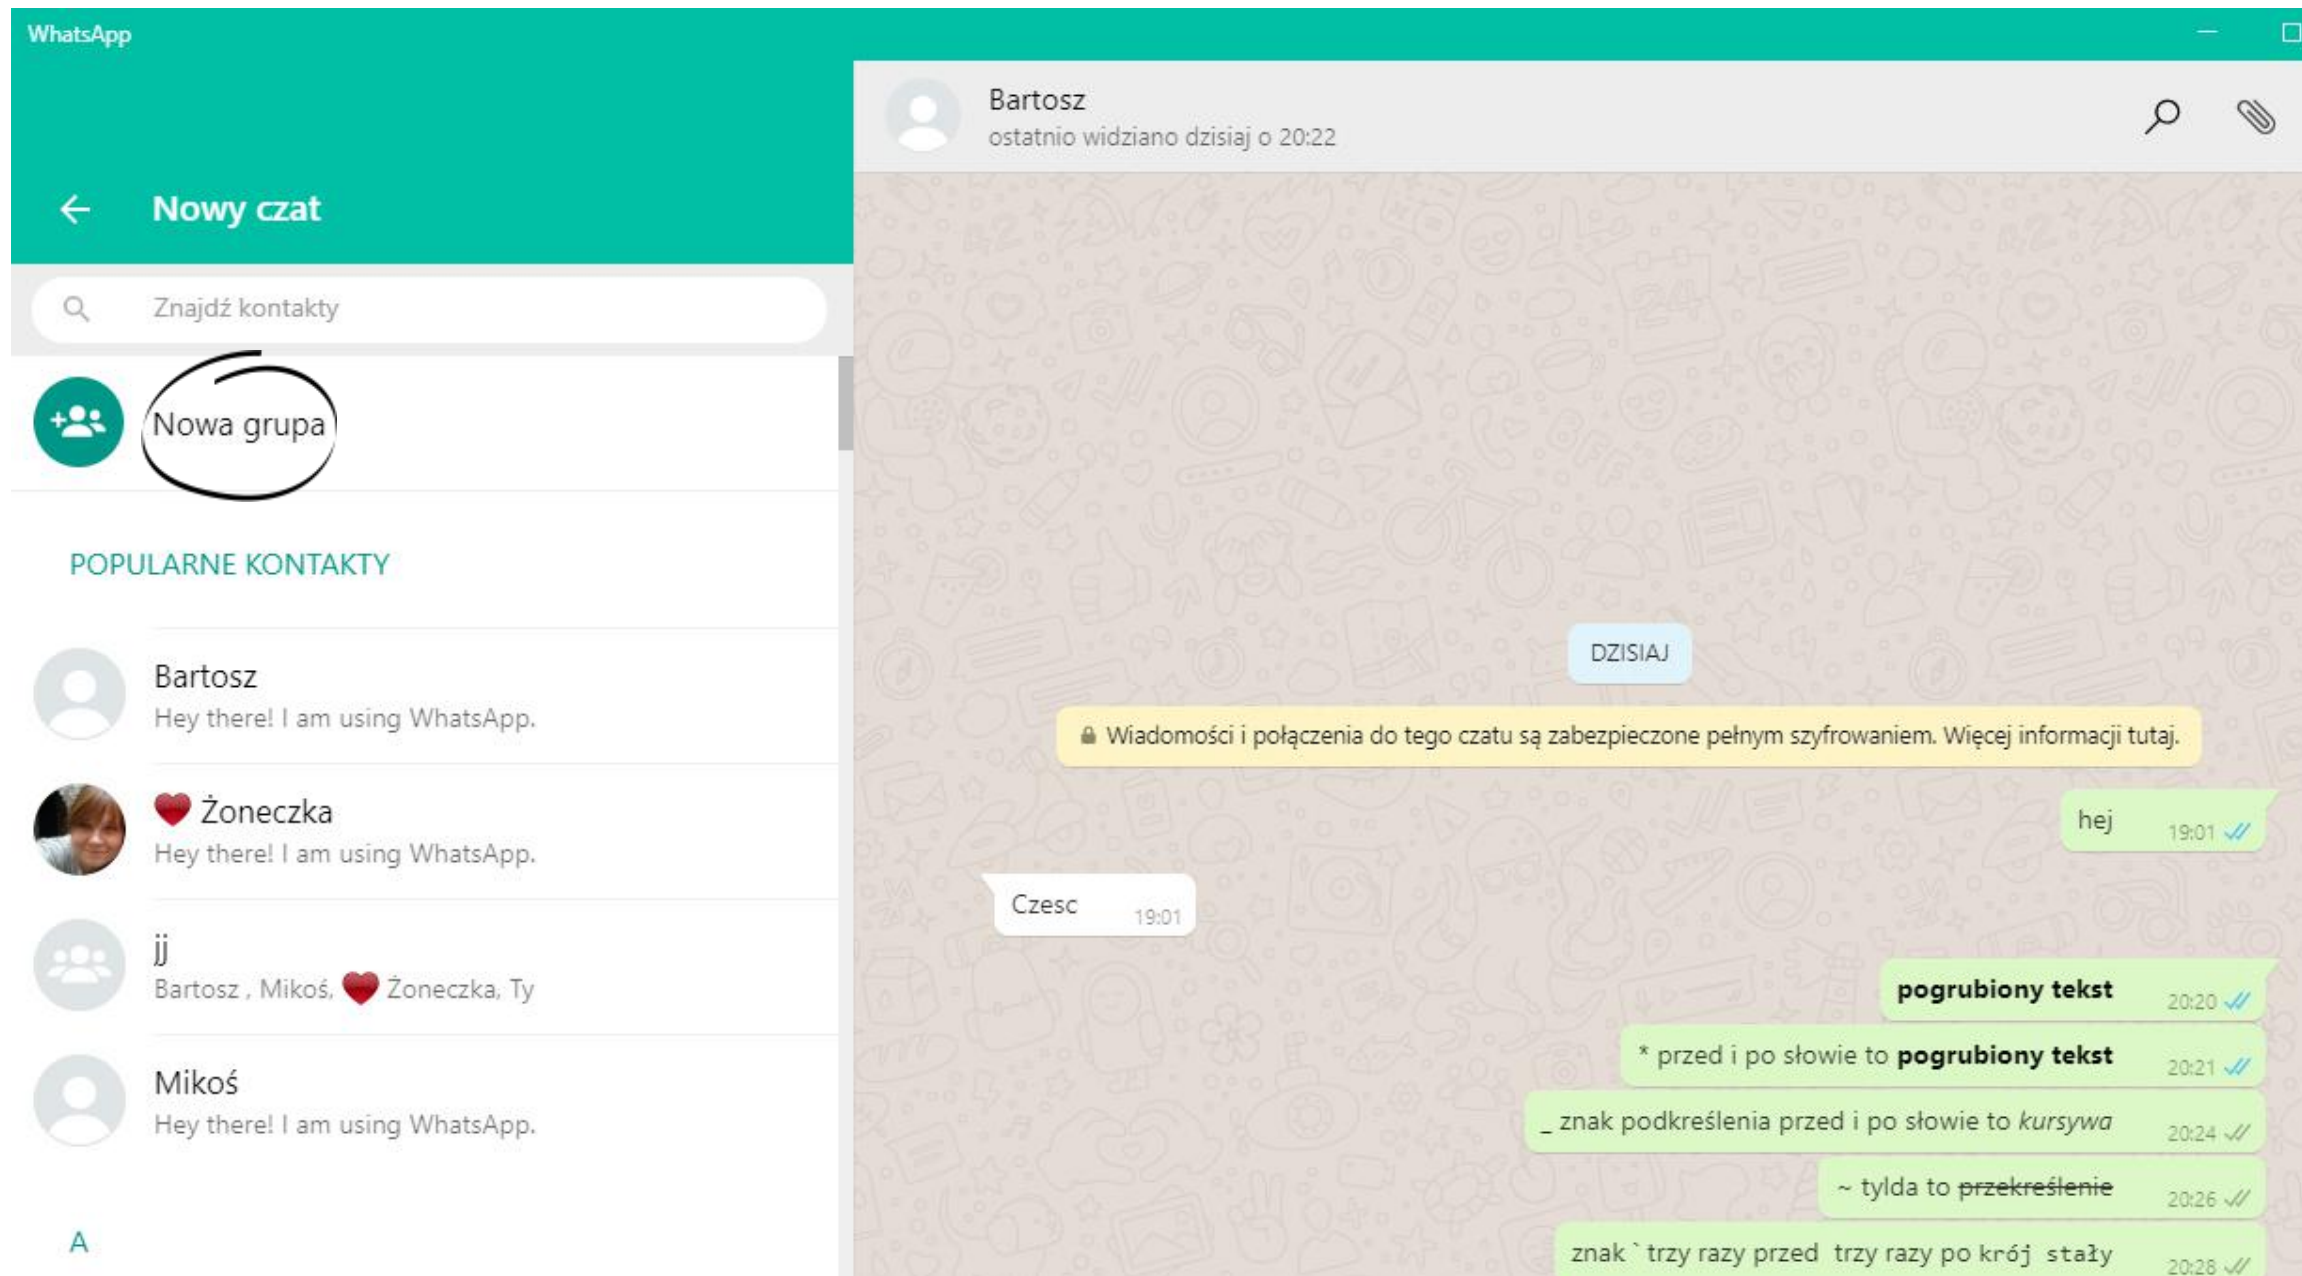 WhatsApp
Nowy czat
Znajdź kontakty
Nowa grupa
POPULARNE KONTAKTY
Bartosz
Hey there! I am using WhatsApp.
❤ Żoneczka
Hey there! I am using WhatsApp.
jj
Bartosz , Mikoś, ❤ Żoneczka, Ty
Mikoś
Hey there! I am using WhatsApp.
A
Bartosz
ostatnio widziano dzisiaj o 20:22
DZISIAJ
Wiadomości i połączenia do tego czatu są zabezpieczone pełnym szyfrowaniem. Więcej informacji tutaj.
hej 19:01
Czesc 19:01
pogrubiony tekst 20:20
* przed i po słowie to pogrubiony tekst 20:21
_ znak podkreślenia przed i po słowie to kursywa 20:24
~ tylda to przekreślenie 20:26
znak ` trzy razy przed trzy razy po krój stały 20:28